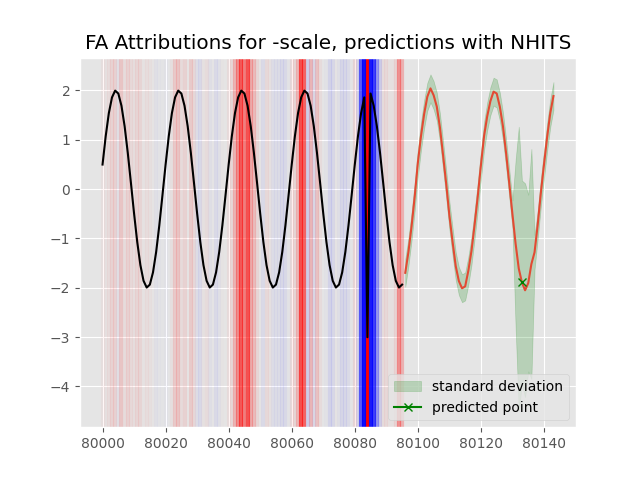 FA Attributions for -scale, predictions with NHITS
2
1
0
−1
−2
−3
−4
standard deviation
predicted point
80000 80020 80040 80060 80080 80100 80120 80140